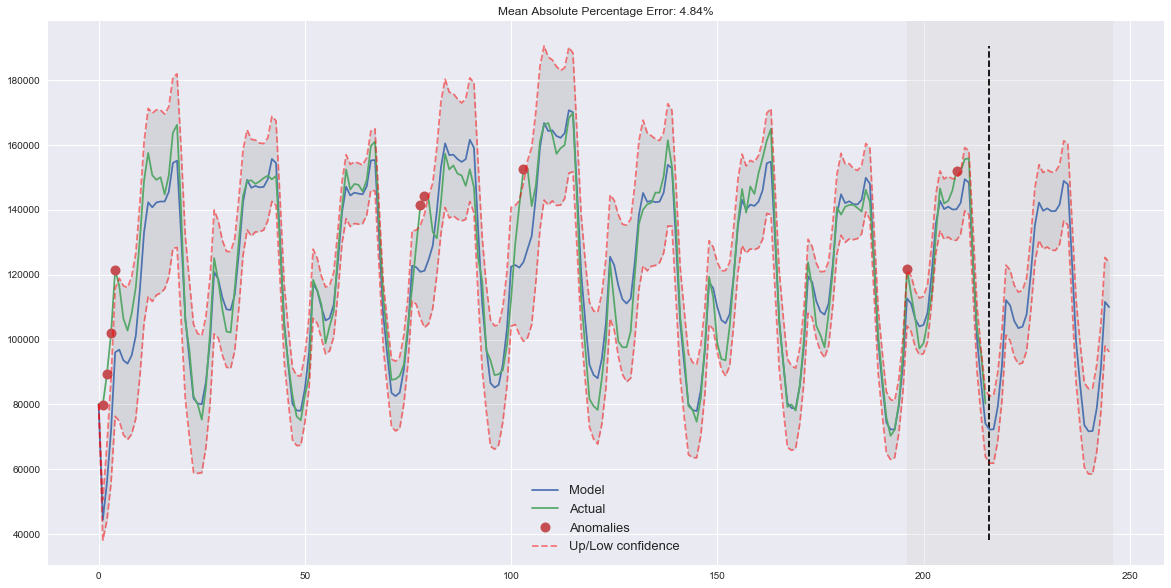 Mean Absolute Percentage Error: 4.84%
180000
160000
140000
120000
100000
80000
60000
40000
Model
Actual
Anomalies
Up/Low confidence
0 50 100 150 200 250